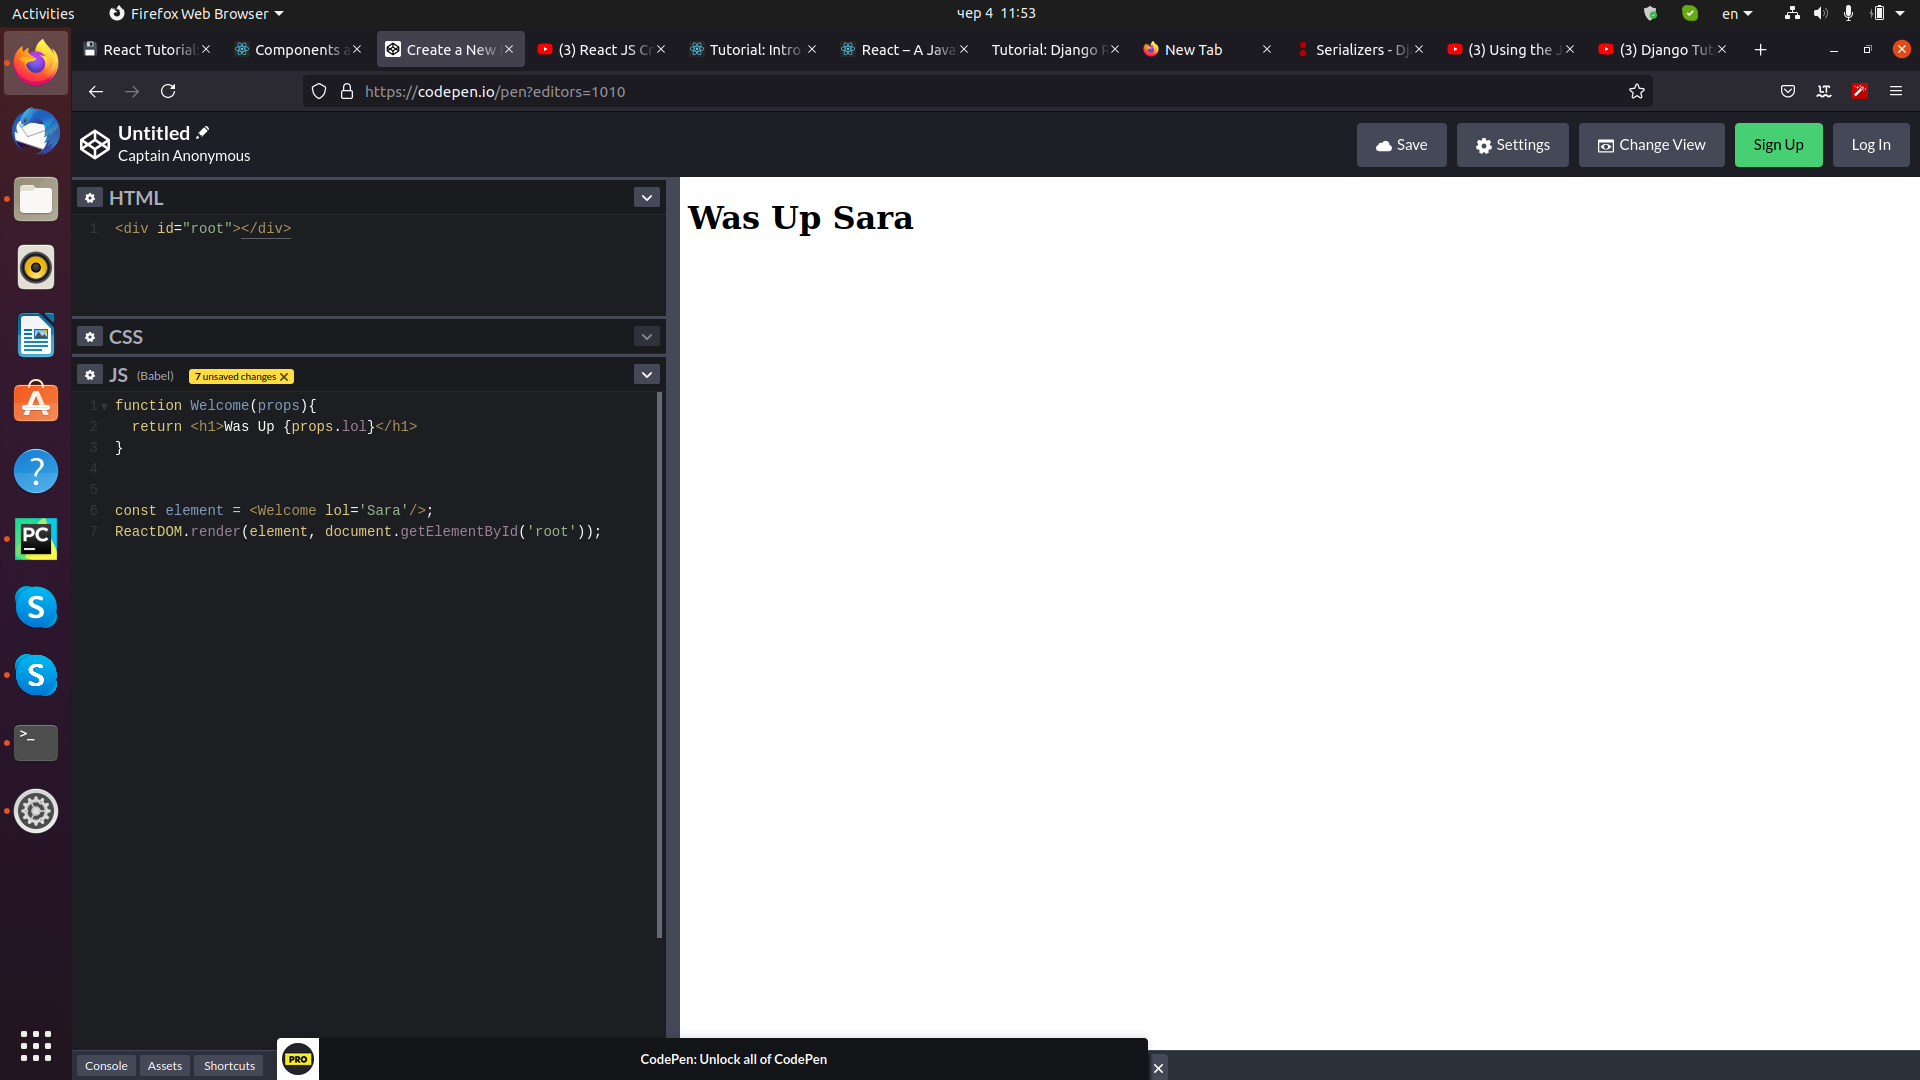 Activities
Firefox Web Browser
чер 4 11:53
en
React Tutorial
Components a
Create a New
(3) React JS Cr
Tutorial: Intro
React – A Java
Tutorial: Django R
New Tab
Serializers - Dj
(3) Using the J
(3) Django Tut
https://codepen.io/pen?editors=1010
Untitled
Captain Anonymous
Save
Settings
Change View
Sign Up
Log In
HTML
1 <div id="root"></div>
CSS
JS (Babel) 7 unsaved changes
1 function Welcome(props){
2 return <h1>Was Up {props.lol}</h1>
3 }
4
5
6 const element = <Welcome lol='Sara'/>;
7 ReactDOM.render(element, document.getElementById('root'));
Was Up Sara
PC
S
S
>_
Console
Assets
Shortcuts
PRO
CodePen: Unlock all of CodePen